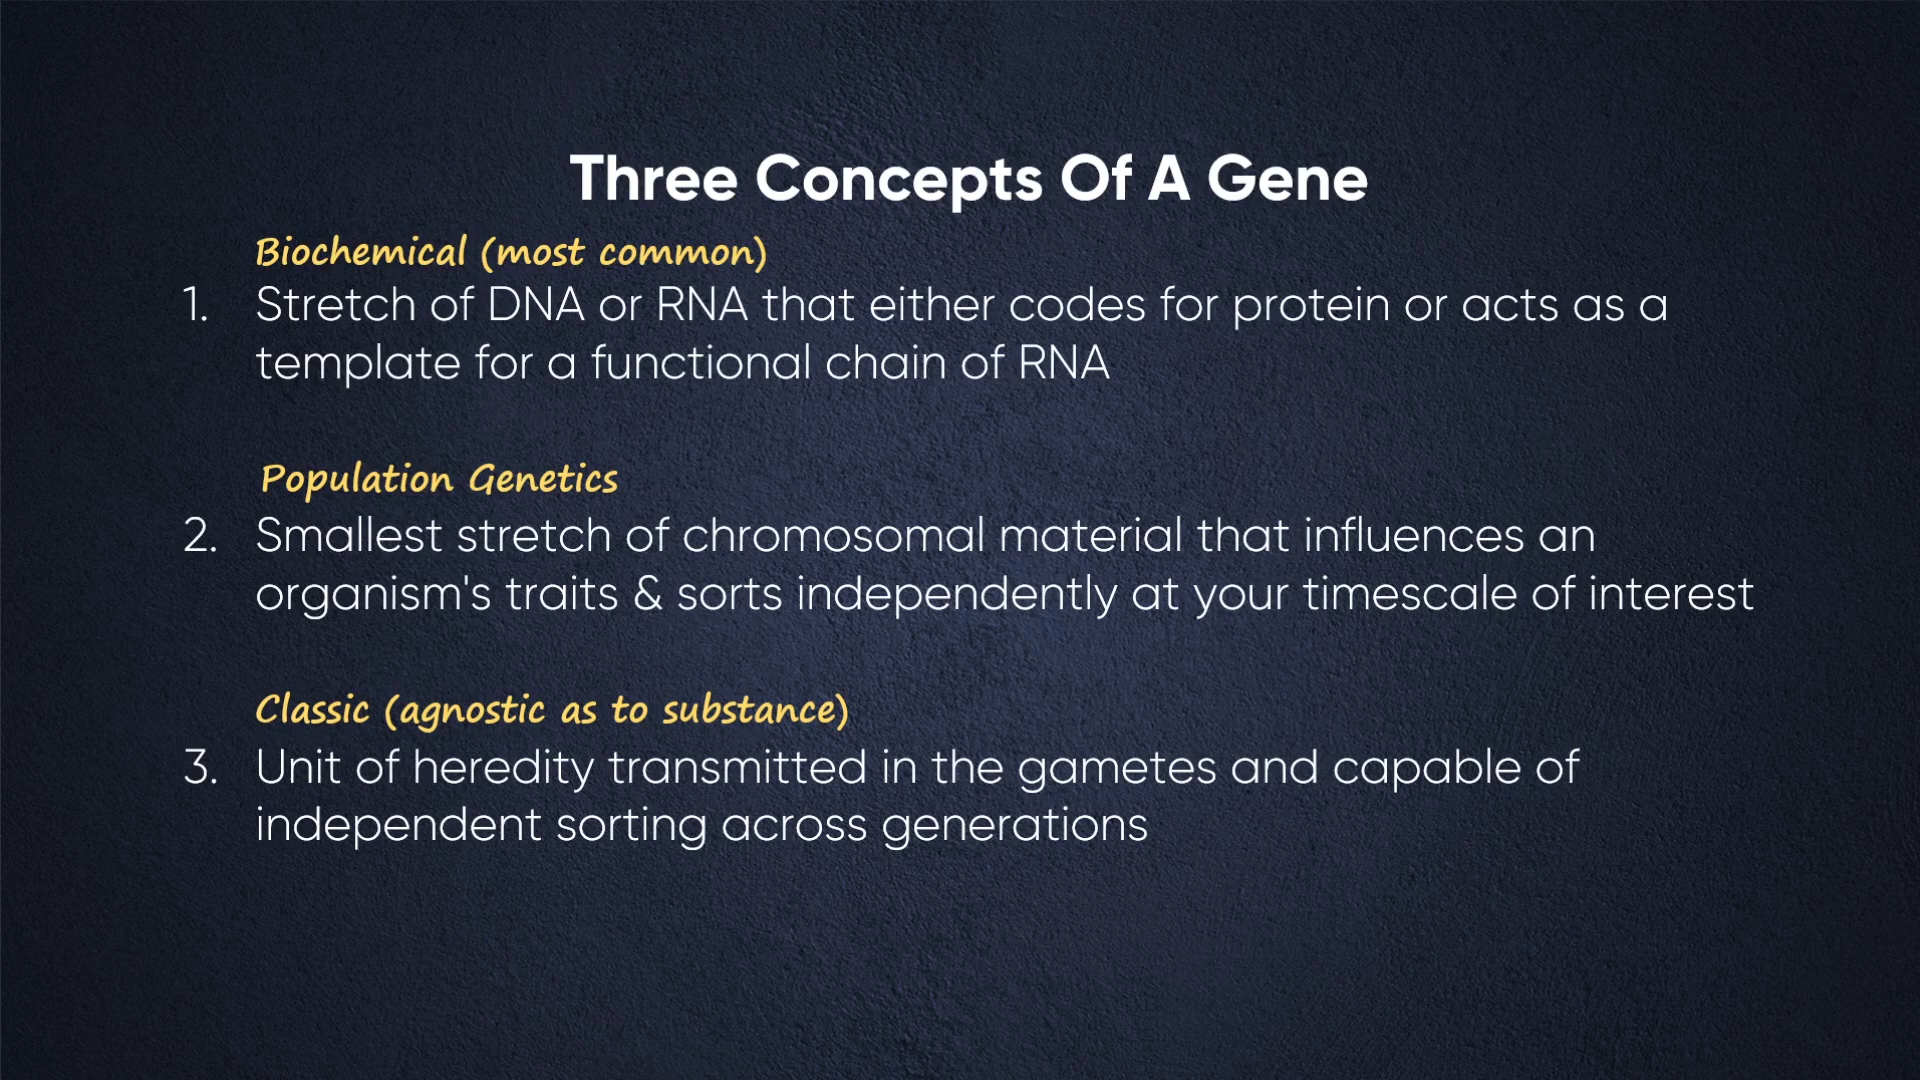 Three Concepts Of A Gene
Biochemical (most common)
1. Stretch of DNA or RNA that either codes for protein or acts as a
template for a functional chain of RNA
Population Genetics
2. Smallest stretch of chromosomal material that influences an
organism's traits & sorts independently at your timescale of interest
Classic (agnostic as to substance)
3. Unit of heredity transmitted in the gametes and capable of
independent sorting across generations